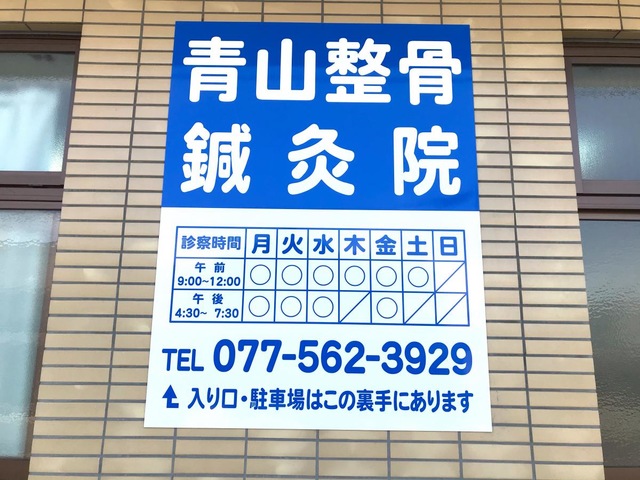 青山整骨
鍼灸院
診察時間 月 火 水 木 金 土 日
午前 9:00~12:00 ○ ○ ○ ○ ○ ○ ／
午後 4:30~ 7:30 ○ ○ ○ ／ ○ ／ ／
TEL 077-562-3929
入り口・駐車場はこの裏手にあります